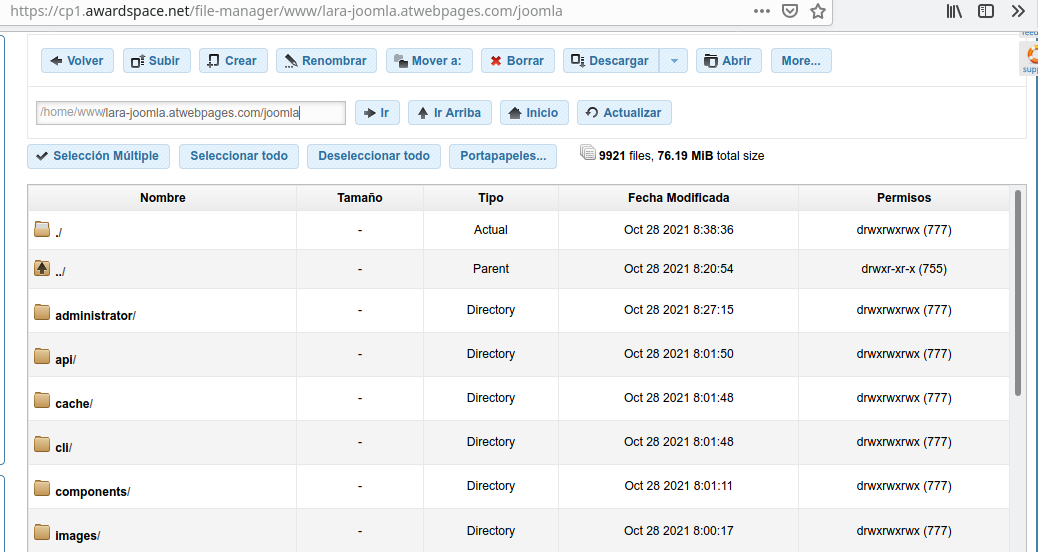 https://cp1.awardspace.net/file-manager/www/lara-joomla.atwebpages.com/joomla
Volver Subir Crear Renombrar Mover a: Borrar Descargar Abrir More...
/home/www/lara-joomla.atwebpages.com/joomla Ir Ir Arriba Inicio Actualizar
Selección Múltiple Seleccionar todo Deseleccionar todo Portapapeles... 9921 files, 76.19 MiB total size
Nombre Tamaño Tipo Fecha Modificada Permisos
./ - Actual Oct 28 2021 8:38:36 drwxrwxrwx (777)
../ - Parent Oct 28 2021 8:20:54 drwxr-xr-x (755)
administrator/ - Directory Oct 28 2021 8:27:15 drwxrwxrwx (777)
api/ - Directory Oct 28 2021 8:01:50 drwxrwxrwx (777)
cache/ - Directory Oct 28 2021 8:01:48 drwxrwxrwx (777)
cli/ - Directory Oct 28 2021 8:01:48 drwxrwxrwx (777)
components/ - Directory Oct 28 2021 8:01:11 drwxrwxrwx (777)
images/ - Directory Oct 28 2021 8:00:17 drwxrwxrwx (777)